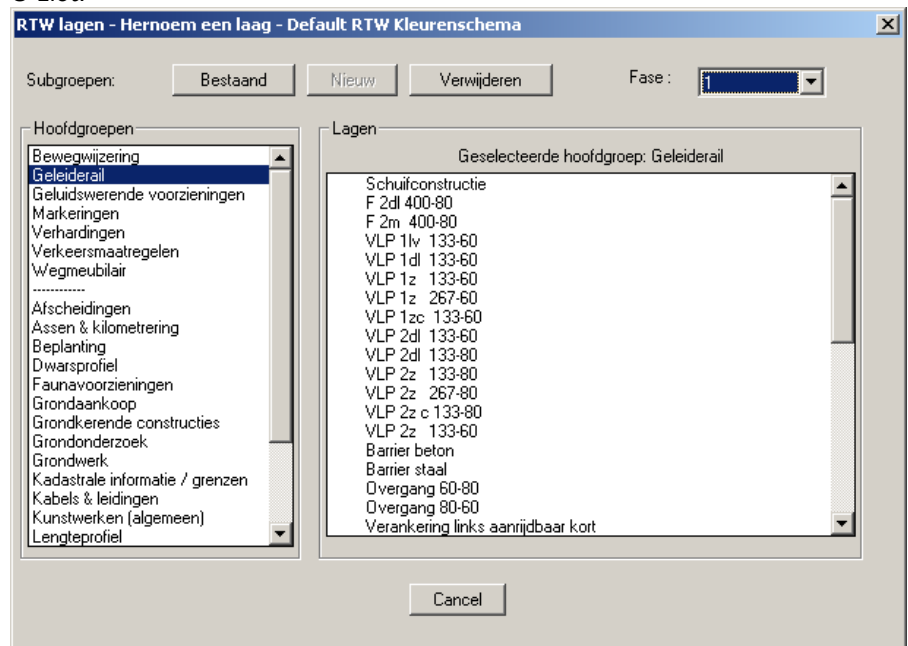 RTW lagen - Hernoem een laag - Default RTW Kleurenschema
Subgroepen: Bestaand Nieuw Verwijderen Fase : 1
Hoofdgroepen
Bewegwijzering
Geleiderail
Geluidswerende voorzieningen
Markeringen
Verhardingen
Verkeersmaatregelen
Wegmeubilair
------------
Afscheidingen
Assen & kilometrering
Beplanting
Dwarsprofiel
Faunavoorzieningen
Grondaankoop
Grondkerende constructies
Grondonderzoek
Grondwerk
Kadastrale informatie / grenzen
Kabels & leidingen
Kunstwerken (algemeen)
Lengteprofiel
Lagen
Geselecteerde hoofdgroep: Geleiderail
Schuifconstructie
F 2dl 400-80
F 2m 400-80
VLP 1lv 133-60
VLP 1dl 133-60
VLP 1z 133-60
VLP 1z 267-60
VLP 1zc 133-60
VLP 2dl 133-60
VLP 2dl 133-80
VLP 2z 133-80
VLP 2z 267-80
VLP 2z c 133-80
VLP 2z 133-60
Barrier beton
Barrier staal
Overgang 60-80
Overgang 80-60
Verankering links aanrijdbaar kort
Cancel